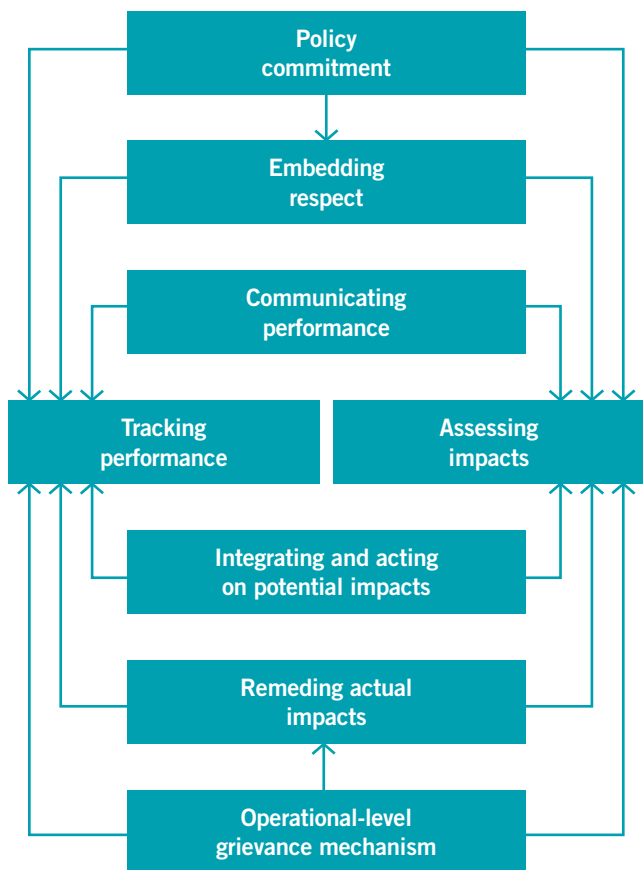 Policy
commitment
Embedding
respect
Communicating
performance
Tracking
performance
Assessing
impacts
Integrating and acting
on potential impacts
Remeding actual
impacts
Operational-level
grievance mechanism